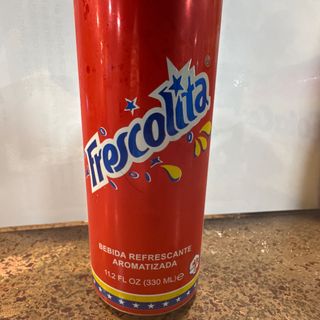 Frescolita®
BEBIDA REFRESCANTE
AROMATIZADA
11.2 FL OZ (330 ML)℮